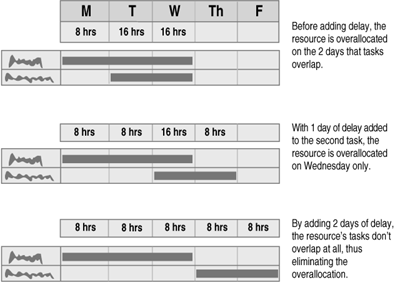 M T W Th F
8 hrs 16 hrs 16 hrs
Before adding delay, the
resource is overallocated
on the 2 days that tasks
overlap.
8 hrs 8 hrs 16 hrs 8 hrs
With 1 day of delay added
to the second task, the
resource is overallocated
on Wednesday only.
8 hrs 8 hrs 8 hrs 8 hrs 8 hrs
By adding 2 days of delay,
the resource's tasks don't
overlap at all, thus
eliminating the
overallocation.